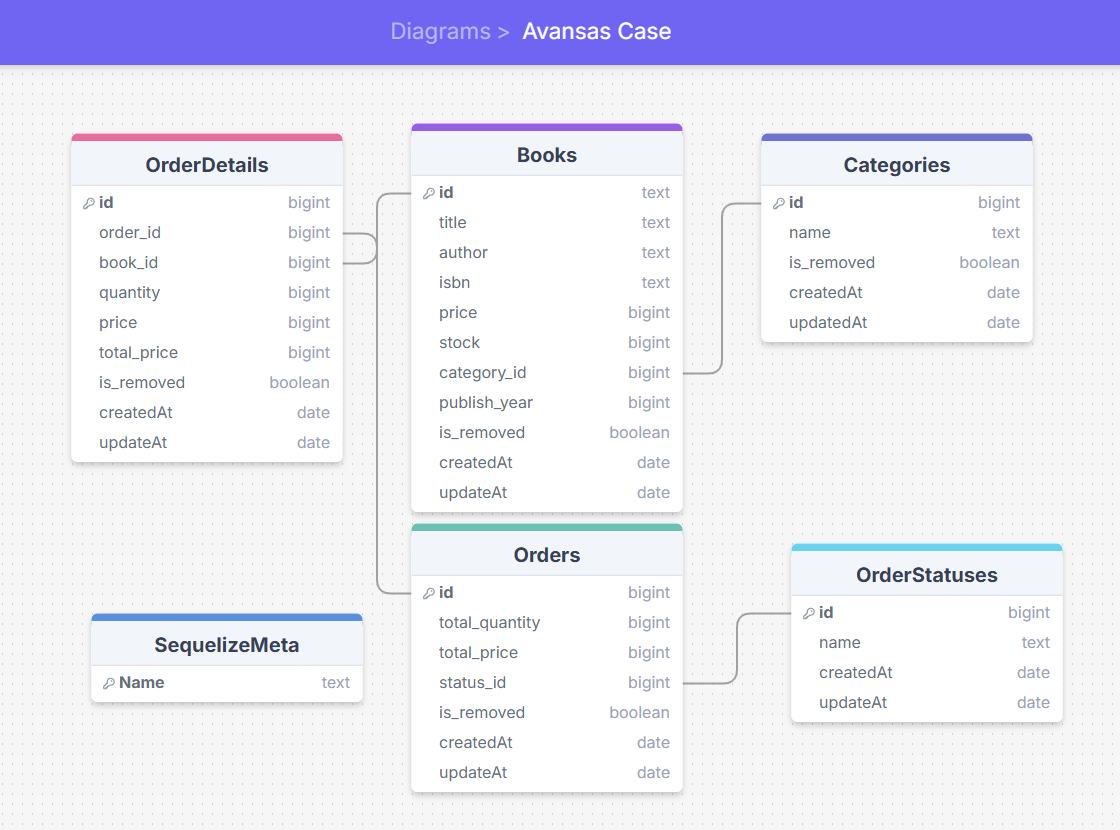 Diagrams > Avansas Case
OrderDetails
id bigint
order_id bigint
book_id bigint
quantity bigint
price bigint
total_price bigint
is_removed boolean
createdAt date
updateAt date
Books
id text
title text
author text
isbn text
price bigint
stock bigint
category_id bigint
publish_year bigint
is_removed boolean
createdAt date
updateAt date
Categories
id bigint
name text
is_removed boolean
createdAt date
updatedAt date
SequelizeMeta
Name text
Orders
id bigint
total_quantity bigint
total_price bigint
status_id bigint
is_removed boolean
createdAt date
updateAt date
OrderStatuses
id bigint
name text
createdAt date
updateAt date